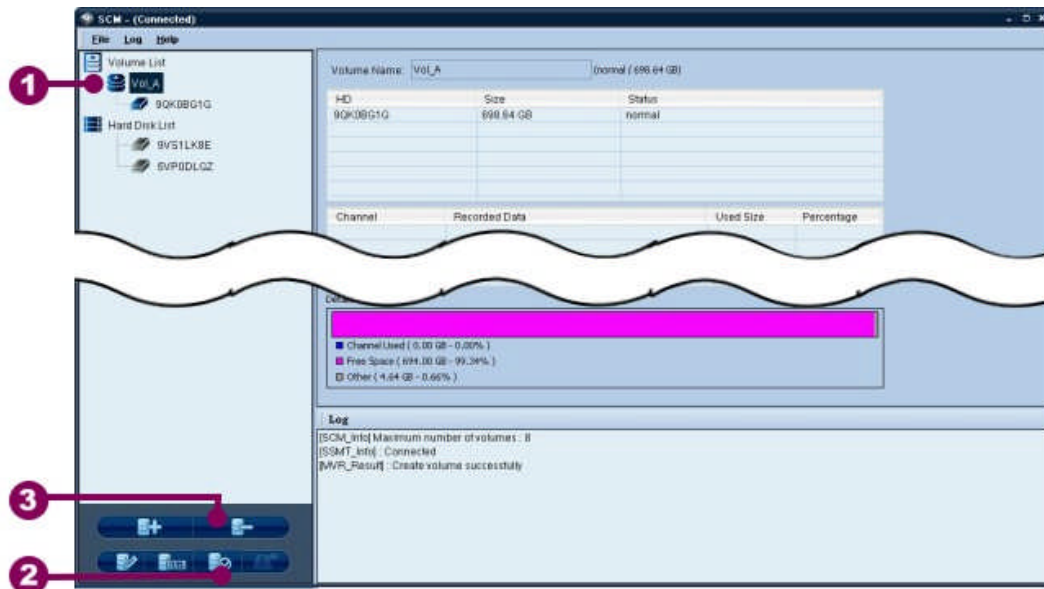 SCM - (Connected)
File Log Help
Volume List
Vol_A
9QK0BG1G
Hard Disk List
9VS1LK8E
6VP0DLGZ
Volume Name: Vol_A (normal ( 698.64 GB)
HD Size Status
9QK0BG1G 698.64 GB normal
Channel Recorded Data Used Size Percentage
Channel Used ( 0.00 GB - 0.00% )
Free Space ( 694.00 GB - 99.34% )
Other ( 4.64 GB - 0.66% )
Log
[SCM_Info] Maximum number of volumes : 8
[SSMT_Info] : Connected
[MVR_Result] : Create volume successfully
1
3
2